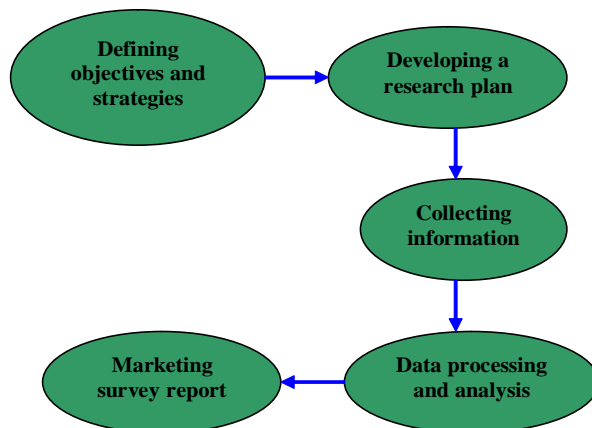 Defining
objectives and
strategies
Developing a
research plan
Collecting
information
Data processing
and analysis
Marketing
survey report